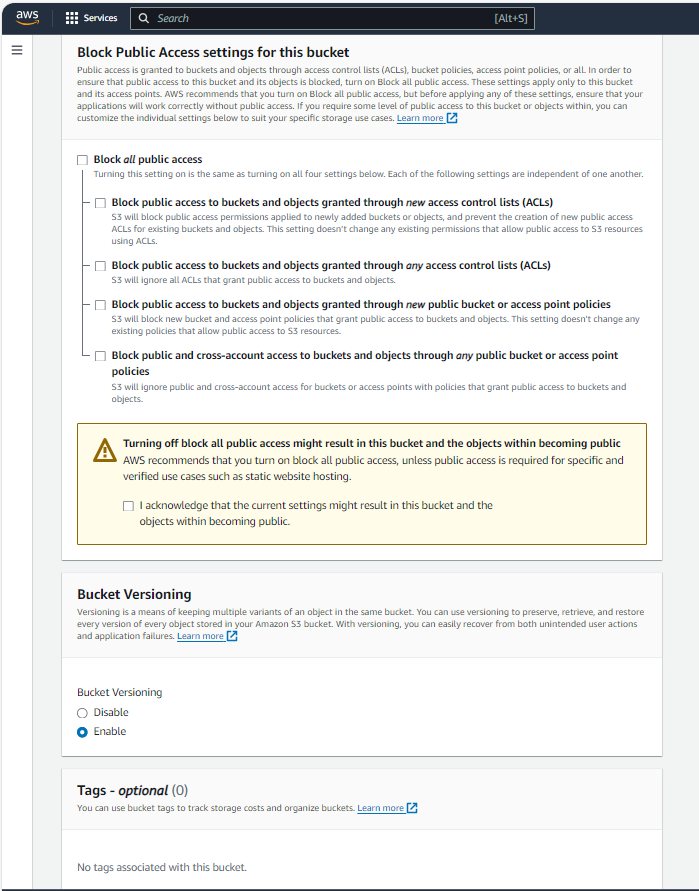 aws
Services
Search
[Alt+S]
Block Public Access settings for this bucket
Public access is granted to buckets and objects through access control lists (ACLs), bucket policies, access point policies, or all. In order to
ensure that public access to this bucket and its objects is blocked, turn on Block all public access. These settings apply only to this bucket
and its access points. AWS recommends that you turn on Block all public access, but before applying any of these settings, ensure that your
applications will work correctly without public access. If you require some level of public access to this bucket or objects within, you can
customize the individual settings below to suit your specific storage use cases. Learn more
Block all public access
Turning this setting on is the same as turning on all four settings below. Each of the following settings are independent of one another.
Block public access to buckets and objects granted through new access control lists (ACLs)
S3 will block public access permissions applied to newly added buckets or objects, and prevent the creation of new public access
ACLs for existing buckets and objects. This setting doesn't change any existing permissions that allow public access to S3 resources
using ACLs.
Block public access to buckets and objects granted through any access control lists (ACLs)
S3 will ignore all ACLs that grant public access to buckets and objects.
Block public access to buckets and objects granted through new public bucket or access point policies
S3 will block new bucket and access point policies that grant public access to buckets and objects. This setting doesn't change any
existing policies that allow public access to S3 resources.
Block public and cross-account access to buckets and objects through any public bucket or access point
policies
S3 will ignore public and cross-account access for buckets or access points with policies that grant public access to buckets and
objects.
Turning off block all public access might result in this bucket and the objects within becoming public
AWS recommends that you turn on block all public access, unless public access is required for specific and
verified use cases such as static website hosting.
I acknowledge that the current settings might result in this bucket and the
objects within becoming public.
Bucket Versioning
Versioning is a means of keeping multiple variants of an object in the same bucket. You can use versioning to preserve, retrieve, and restore
every version of every object stored in your Amazon S3 bucket. With versioning, you can easily recover from both unintended user actions
and application failures. Learn more
Bucket Versioning
Disable
Enable
Tags - optional (0)
You can use bucket tags to track storage costs and organize buckets. Learn more
No tags associated with this bucket.